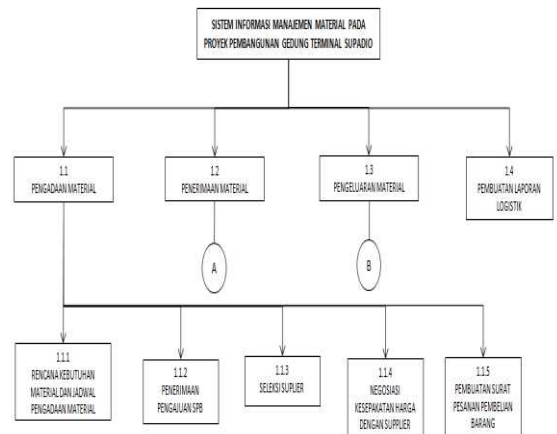 SISTEM INFORMASI MANAJEMEN MATERIAL PADA
PROYEK PEMBANGUNAN GEDUNG TERMINAL SUPADIO
1.1
PENGADAAN MATERIAL
1.2
PENERIMAAN MATERIAL
1.3
PENGELUARAN MATERIAL
1.4
PEMBUATAN LAPORAN
LOGISTIK
A
B
1.1.1
RENCANA KEBUTUHAN
MATERIAL DAN JADWAL
PENGADAAN MATERIAL
1.1.2
PENERIMAAN
PENGAJUAN SPB
1.1.3
SELEKSI SUPLIER
1.1.4
NEGOSIASI
KESEPAKATAN HARGA
DENGAN SUPPLIER
1.1.5
PEMBUATAN SURAT
PESANAN PEMBELIAN
BARANG